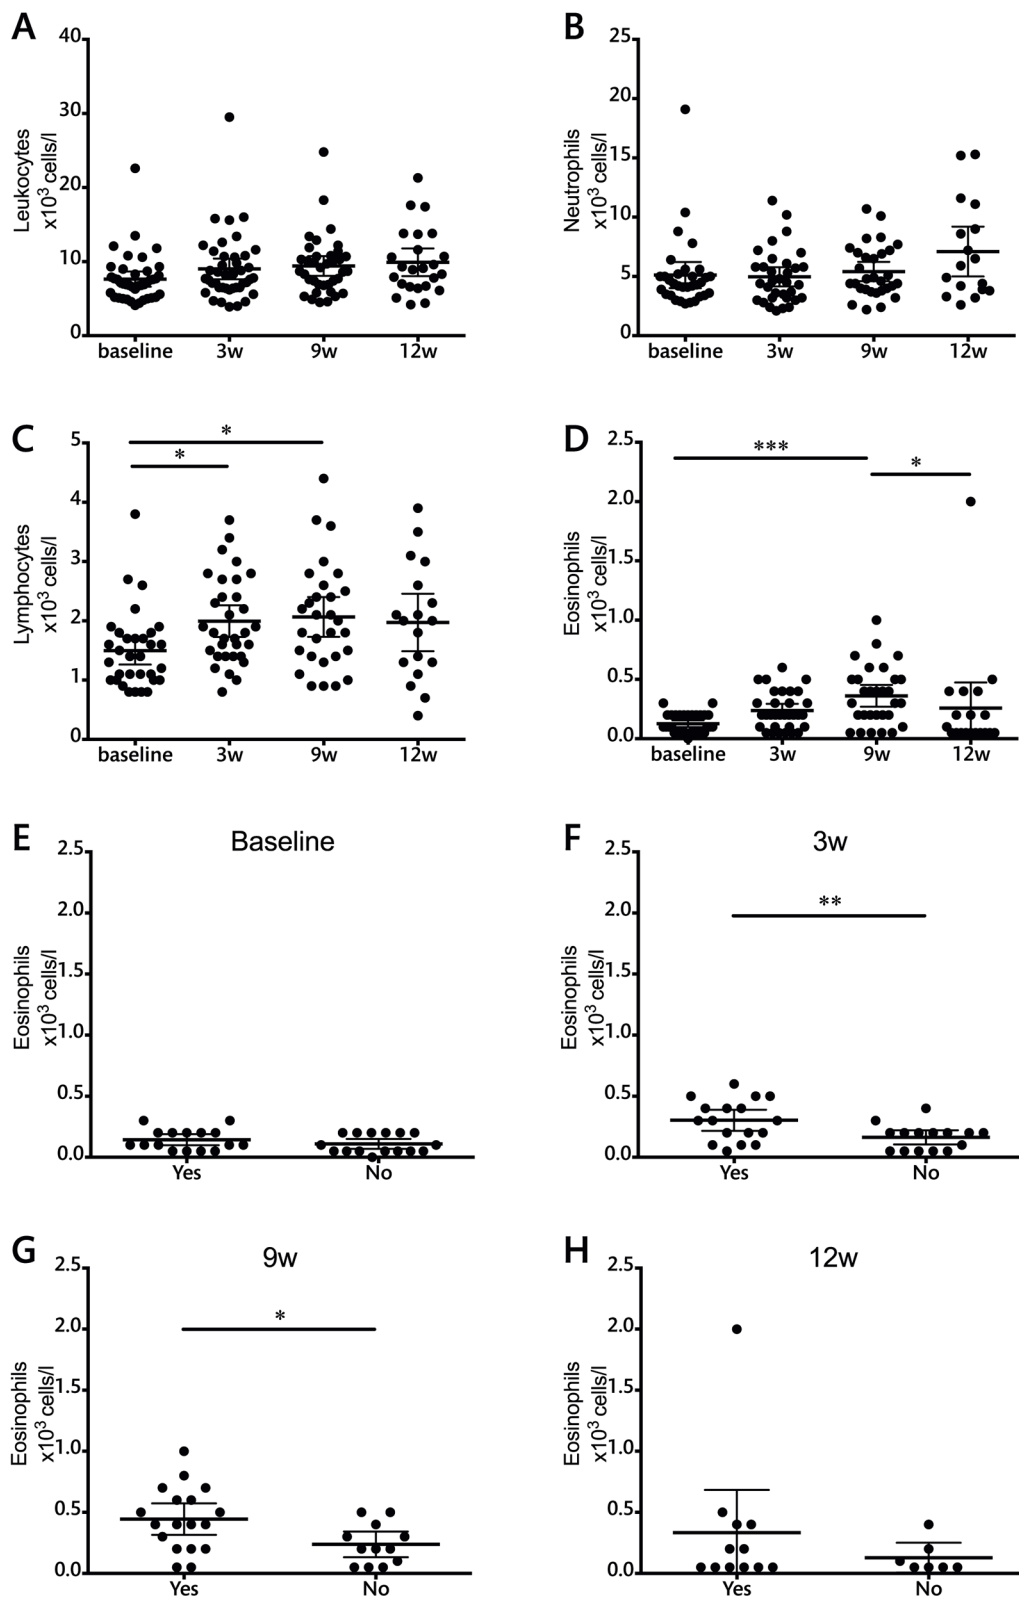 A
Leukocytes
x10³ cells/l
40
30
20
10
0
baseline 3w 9w 12w
B
Neutrophils
x10³ cells/l
25
20
15
10
5
0
baseline 3w 9w 12w
C
Lymphocytes
x10³ cells/l
5
4
3
2
1
0
*
*
baseline 3w 9w 12w
D
Eosinophils
x10³ cells/l
2.5
2.0
1.5
1.0
0.5
0.0
***
*
baseline 3w 9w 12w
E
Baseline
Eosinophils
x10³ cells/l
2.5
2.0
1.5
1.0
0.5
0.0
Yes No
F
3w
Eosinophils
x10³ cells/l
2.5
2.0
1.5
1.0
0.5
0.0
**
Yes No
G
9w
Eosinophils
x10³ cells/l
2.5
2.0
1.5
1.0
0.5
0.0
*
Yes No
H
12w
Eosinophils
x10³ cells/l
2.5
2.0
1.5
1.0
0.5
0.0
Yes No